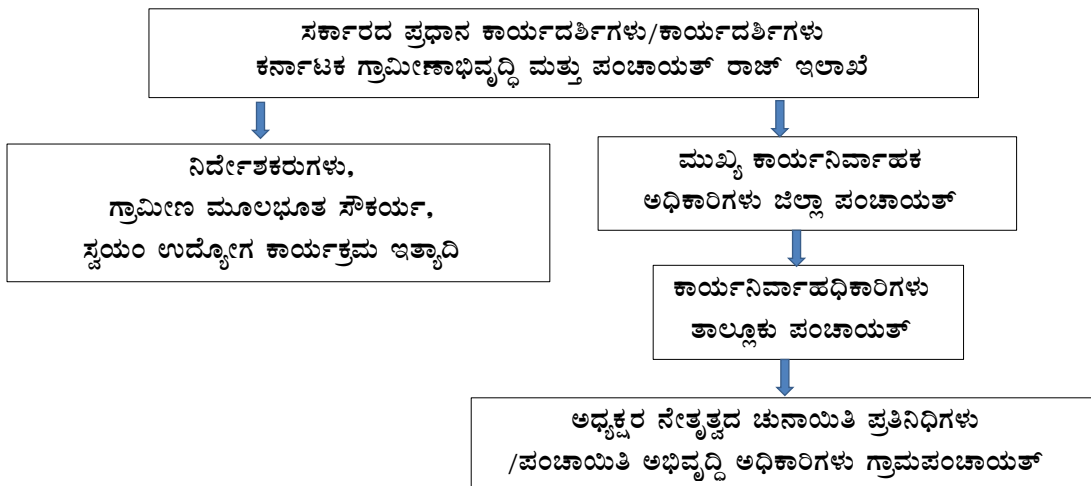 ಸರ್ಕಾರದ ಪ್ರಧಾನ ಕಾರ್ಯದರ್ಶಿಗಳು/ಕಾರ್ಯದರ್ಶಿಗಳು
ಕರ್ನಾಟಕ ಗ್ರಾಮೀಣಾಭಿವೃದ್ಧಿ ಮತ್ತು ಪಂಚಾಯತ್ ರಾಜ್ ಇಲಾಖೆ
ನಿರ್ದೇಶಕರುಗಳು,
ಗ್ರಾಮೀಣ ಮೂಲಭೂತ ಸೌಕರ್ಯ,
ಸ್ವಯಂ ಉದ್ಯೋಗ ಕಾರ್ಯಕ್ರಮ ಇತ್ಯಾದಿ
ಮುಖ್ಯ ಕಾರ್ಯನಿರ್ವಾಹಕ
ಅಧಿಕಾರಿಗಳು ಜಿಲ್ಲಾ ಪಂಚಾಯತ್
ಕಾರ್ಯನಿರ್ವಾಹಧಿಕಾರಿಗಳು
ತಾಲ್ಲೂಕು ಪಂಚಾಯತ್
ಅಧ್ಯಕ್ಷರ ನೇತೃತ್ವದ ಚುನಾಯಿತಿ ಪ್ರತಿನಿಧಿಗಳು
/ಪಂಚಾಯಿತಿ ಅಭಿವೃದ್ಧಿ ಅಧಿಕಾರಿಗಳು ಗ್ರಾಮಪಂಚಾಯತ್